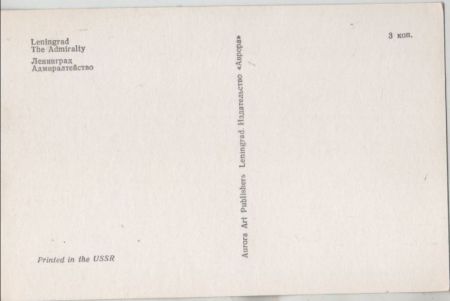 Leningrad
The Admiralty
Ленинград
Адмиралтейство
3 коп.
Aurora Art Publishers Leningrad Издательство «Аврора»
Printed in the USSR